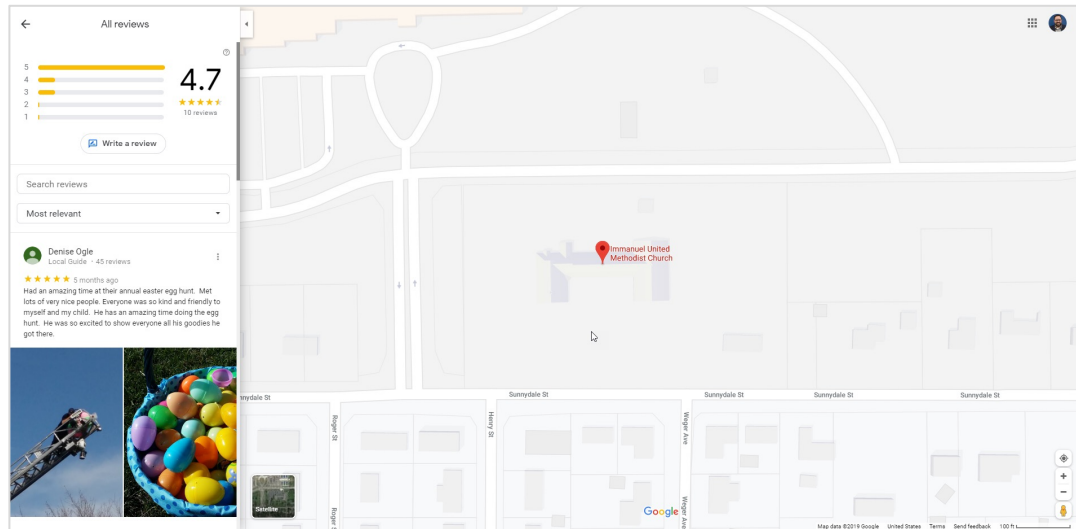 All reviews
5
4
3
2
1
4.7
10 reviews
Write a review
Search reviews
Most relevant
Denise Ogle
Local Guide · 45 reviews
5 months ago
Had an amazing time at their annual easter egg hunt. Met
lots of very nice people. Everyone was so kind and friendly to
myself and my child. He has an amazing time doing the egg
hunt. He was so excited to show everyone all his goodies he
got there.
Immanuel United
Methodist Church
nnydale St
Sunnydale St
Sunnydale St
Sunnydale St
Sunnydale St
Roger St
Henry St
Weger Ave
Roger S
Weger Ave
Satellite
Google
Map data ©2019 Google
United States
Terms
Send feedback
100 ft